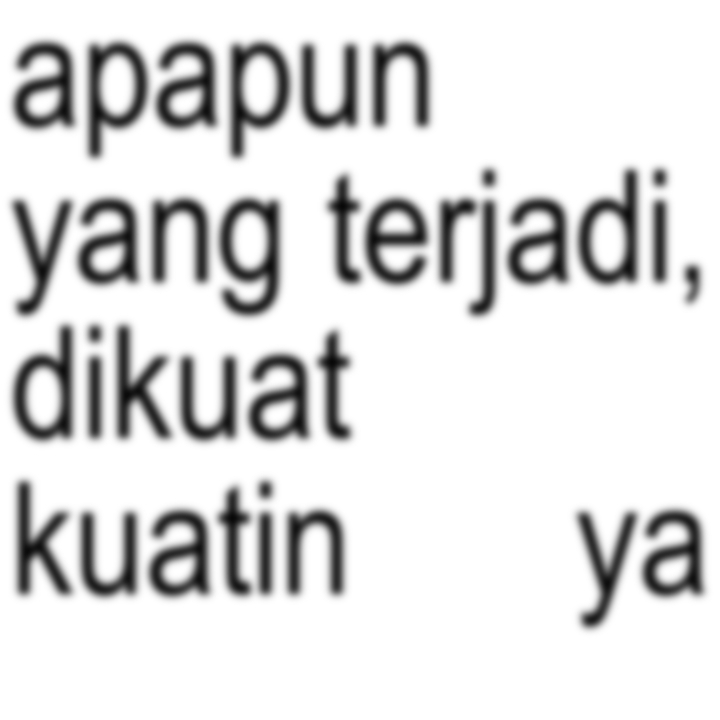 apapun
yang terjadi,
dikuat
kuatin ya